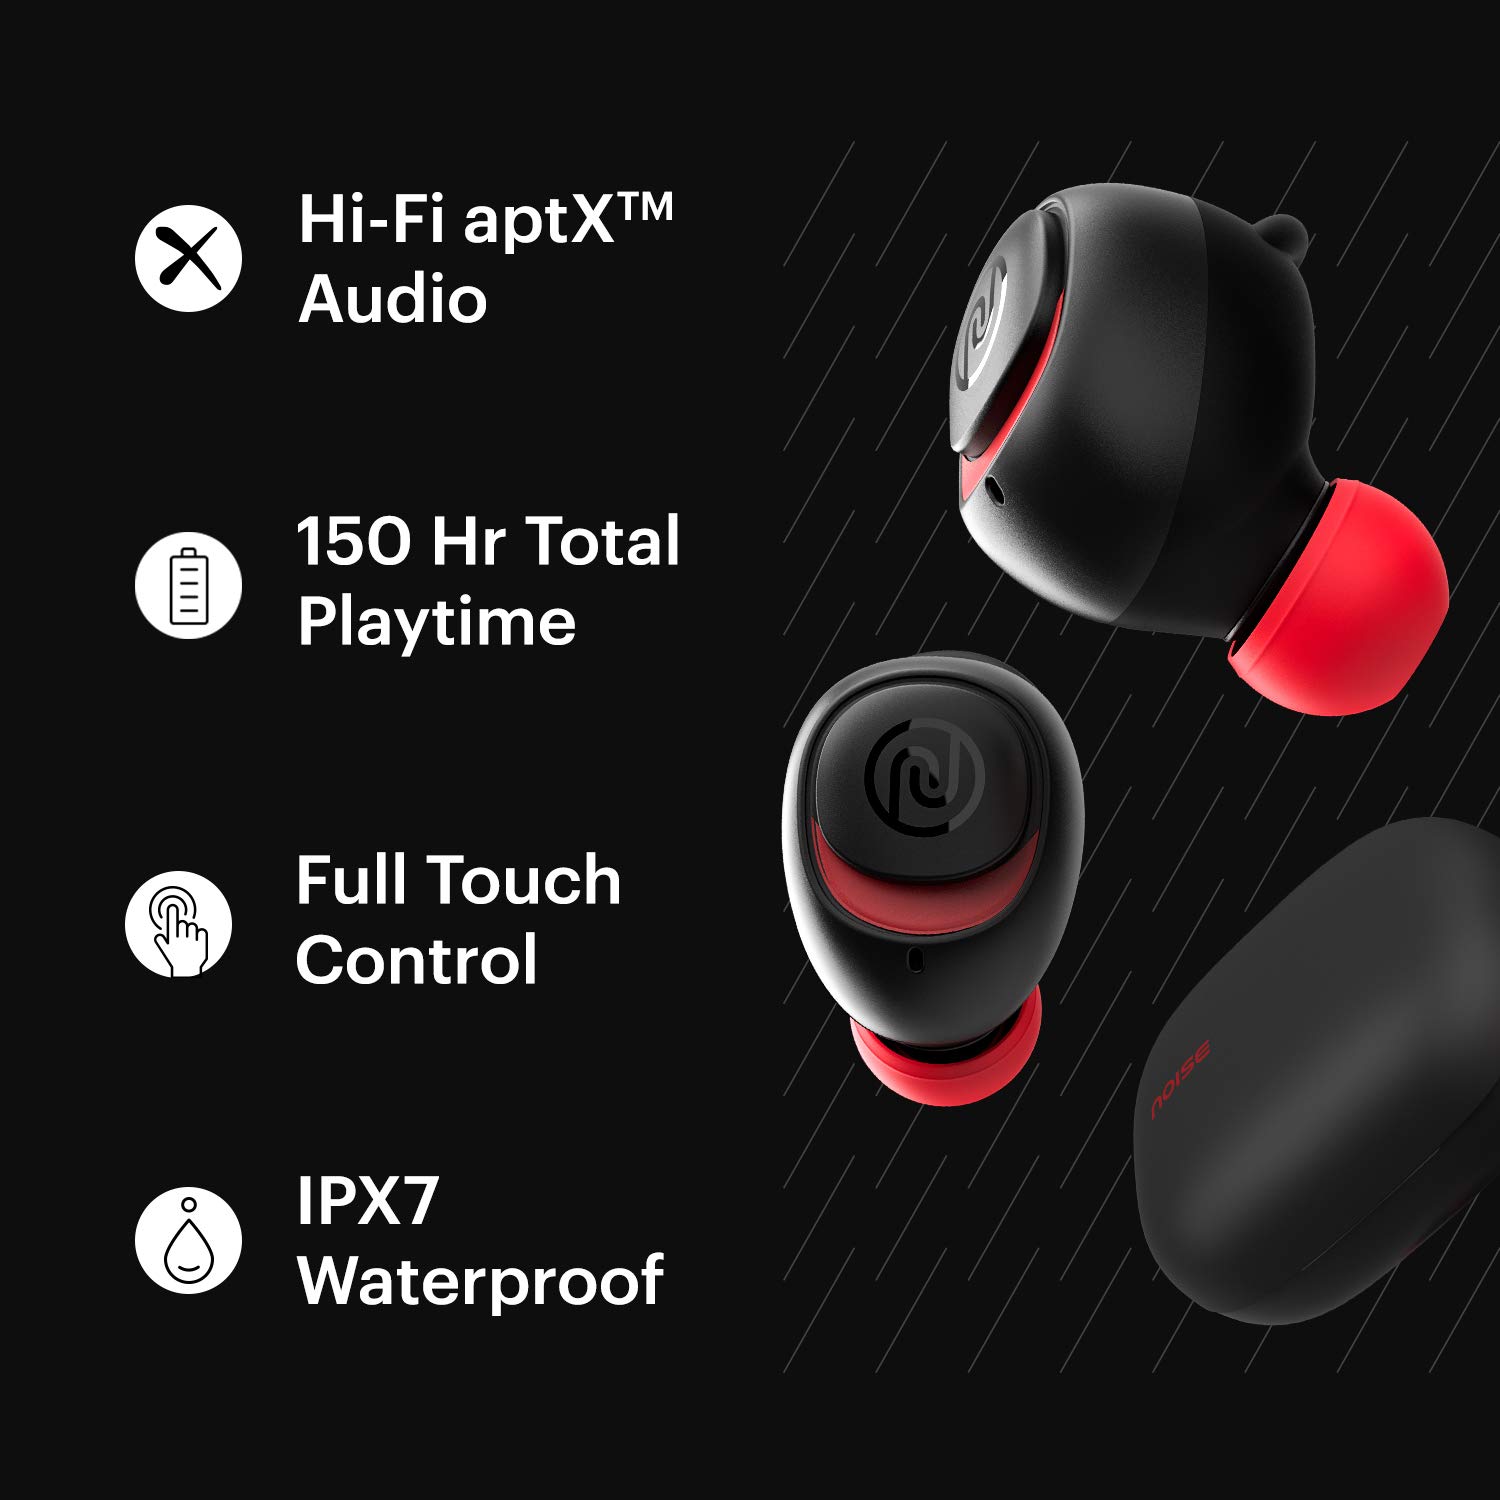 Hi-Fi aptX™
Audio
150 Hr Total
Playtime
Full Touch
Control
IPX7
Waterproof
noise